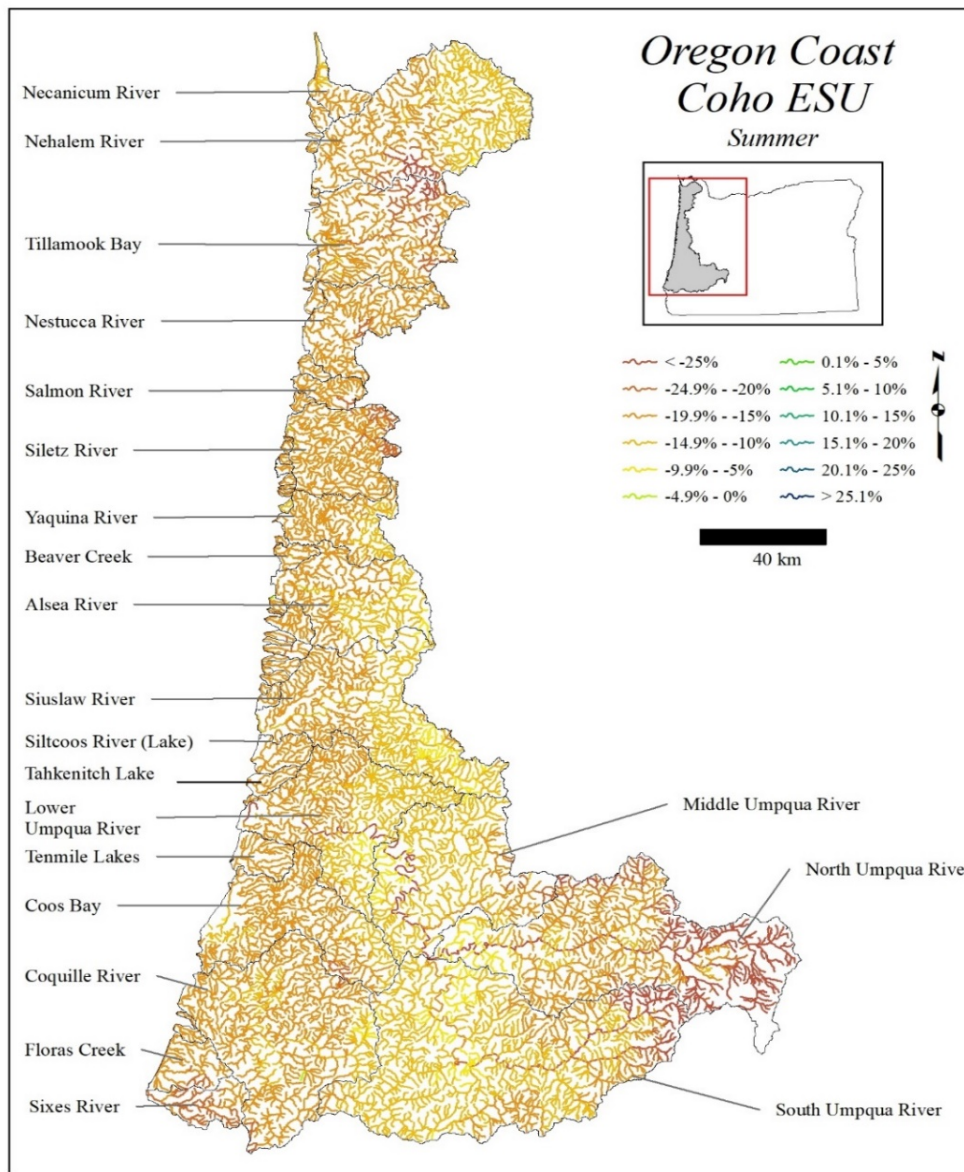 Oregon Coast
Coho ESU
Summer
Necanicum River
Nehalem River
Tillamook Bay
Nestucca River
Salmon River
Siletz River
Yaquina River
Beaver Creek
Alsea River
Siuslaw River
Siltcoos River (Lake)
Tahkenitch Lake
Lower
Umpqua River
Tenmile Lakes
Coos Bay
Coquille River
Floras Creek
Sixes River
Middle Umpqua River
North Umpqua River
South Umpqua River
< -25%
-24.9% - -20%
-19.9% - -15%
-14.9% - -10%
-9.9% - -5%
-4.9% - 0%
0.1% - 5%
5.1% - 10%
10.1% - 15%
15.1% - 20%
20.1% - 25%
> 25.1%
N
40 km